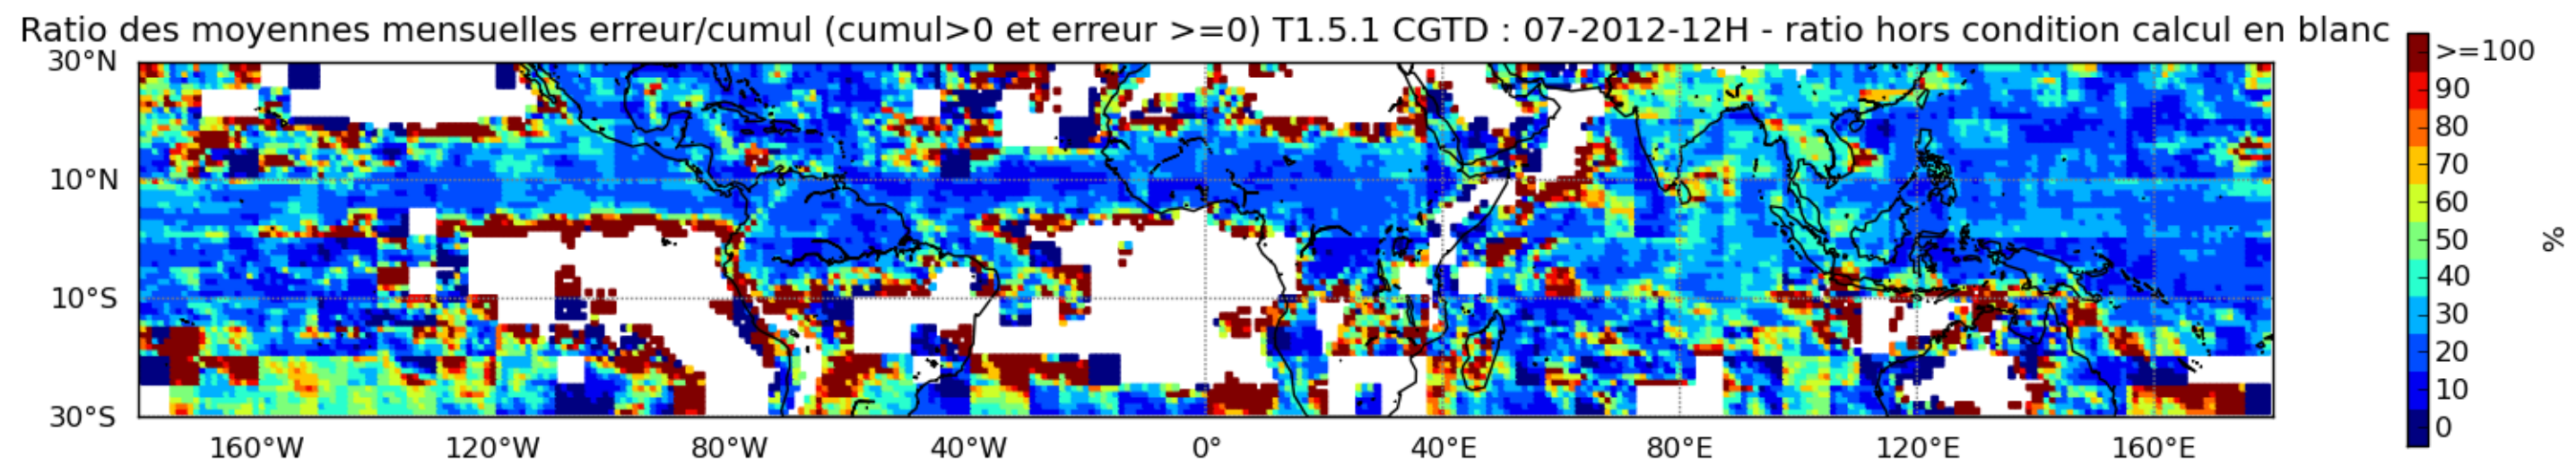 Ratio des moyennes mensuelles erreur/cumul (cumul>0 et erreur >=0) T1.5.1 CGTD : 07-2012-12H - ratio hors condition calcul en blanc
30°N
10°N
10°S
30°S
160°W 120°W 80°W 40°W 0° 40°E 80°E 120°E 160°E
>=100
90
80
70
60
50
40
30
20
10
0
%